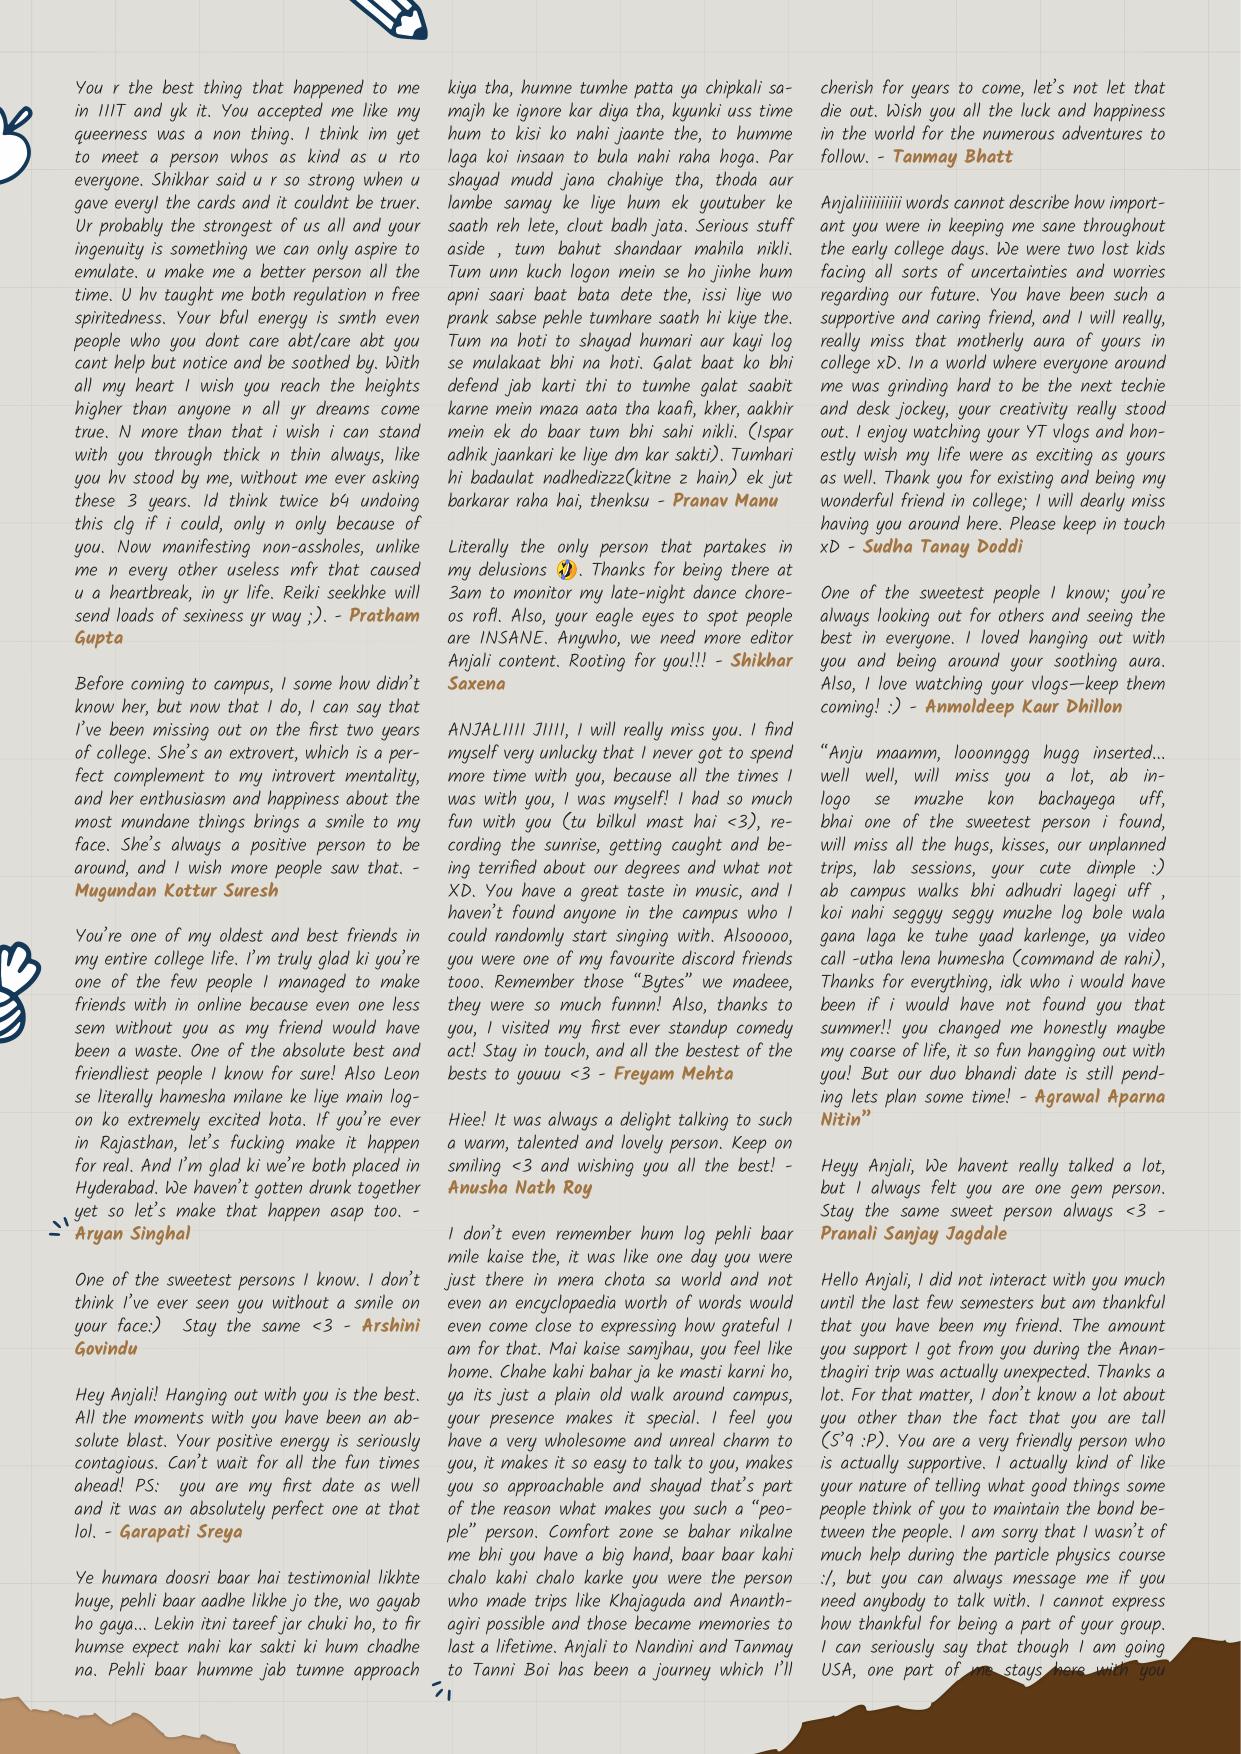 You r the best thing that happened to me
in IIIT and yk it. You accepted me like my
queerness was a non thing. I think im yet
to meet a person whos as kind as u rto
everyone. Shikhar said u r so strong when u
gave everyl the cards and it couldnt be truer.
Ur probably the strongest of us all and your
ingenuity is something we can only aspire to
emulate. u make me a better person all the
time. U hv taught me both regulation n free
spiritedness. Your bful energy is smth even
people who you dont care abt/care abt you
cant help but notice and be soothed by. With
all my heart I wish you reach the heights
higher than anyone n all yr dreams come
true. N more than that i wish i can stand
with you through thick n thin always, like
you hv stood by me, without me ever asking
these 3 years. Id think twice b4 undoing
this clg if i could, only n only because of
you. Now manifesting non-assholes, unlike
me n every other useless mfr that caused
u a heartbreak, in yr life. Reiki seekhke will
send loads of sexiness yr way ;). - Pratham
Gupta
Before coming to campus, I some how didn't
know her, but now that I do, I can say that
I've been missing out on the first two years
of college. She's an extrovert, which is a per-
fect complement to my introvert mentality,
and her enthusiasm and happiness about the
most mundane things brings a smile to my
face. She's always a positive person to be
around, and I wish more people saw that. -
Mugundan Kottur Suresh
You're one of my oldest and best friends in
my entire college life. I'm truly glad ki you're
one of the few people I managed to make
friends with in online because even one less
sem without you as my friend would have
been a waste. One of the absolute best and
friendliest people I know for sure! Also Leon
se literally hamesha milane ke liye main log-
on ko extremely excited hota. If you're ever
in Rajasthan, let's fucking make it happen
for real. And I'm glad ki we're both placed in
Hyderabad. We haven't gotten drunk together
yet so let's make that happen asap too. -
Aryan Singhal
One of the sweetest persons I know. I don't
think I've ever seen you without a smile on
your face:)  Stay the same <3 - Arshini
Govindu
Hey Anjali! Hanging out with you is the best.
All the moments with you have been an ab-
solute blast. Your positive energy is seriously
contagious. Can't wait for all the fun times
ahead! PS:  you are my first date as well
and it was an absolutely perfect one at that
lol. - Garapati Sreya
Ye humara doosri baar hai testimonial likhte
huye, pehli baar aadhe likhe jo the, wo gayab
ho gaya... Lekin itni tareef jar chuki ho, to fir
humse expect nahi kar sakti ki hum chadhe
na. Pehli baar humme jab tumne approach
kiya tha, humne tumhe patta ya chipkali sa-
majh ke ignore kar diya tha, kyunki uss time
hum to kisi ko nahi jaante the, to humme
laga koi insaan to bula nahi raha hoga. Par
shayad mudd jana chahiye tha, thoda aur
lambe samay ke liye hum ek youtuber ke
saath reh lete, clout badh jata. Serious stuff
aside , tum bahut shandaar mahila nikli.
Tum unn kuch logon mein se ho jinhe hum
apni saari baat bata dete the, issi liye wo
prank sabse pehle tumhare saath hi kiye the.
Tum na hoti to shayad humari aur kayi log
se mulakaat bhi na hoti. Galat baat ko bhi
defend jab karti thi to tumhe galat saabit
karne mein maza aata tha kaafi, kher, aakhir
mein ek do baar tum bhi sahi nikli. (Ispar
adhik jaankari ke liye dm kar sakti). Tumhari
hi badaulat nadhedizzz(kitne z hain) ek jut
barkarar raha hai, thenksu - Pranav Manu
Literally the only person that partakes in
my delusions 🤣. Thanks for being there at
3am to monitor my late-night dance chore-
os rofl. Also, your eagle eyes to spot people
are INSANE. Anywho, we need more editor
Anjali content. Rooting for you!!! - Shikhar
Saxena
ANJALIIII JIIII, I will really miss you. I find
myself very unlucky that I never got to spend
more time with you, because all the times I
was with you, I was myself! I had so much
fun with you (tu bilkul mast hai <3), re-
cording the sunrise, getting caught and be-
ing terrified about our degrees and what not
XD. You have a great taste in music, and I
haven't found anyone in the campus who I
could randomly start singing with. Alsooooo,
you were one of my favourite discord friends
tooo. Remember those “Bytes” we madeee,
they were so much funnn! Also, thanks to
you, I visited my first ever standup comedy
act! Stay in touch, and all the bestest of the
bests to youuu <3 - Freyam Mehta
Hiee! It was always a delight talking to such
a warm, talented and lovely person. Keep on
smiling <3 and wishing you all the best! -
Anusha Nath Roy
I don't even remember hum log pehli baar
mile kaise the, it was like one day you were
just there in mera chota sa world and not
even an encyclopaedia worth of words would
even come close to expressing how grateful I
am for that. Mai kaise samjhau, you feel like
home. Chahe kahi bahar ja ke masti karni ho,
ya its just a plain old walk around campus,
your presence makes it special. I feel you
have a very wholesome and unreal charm to
you, it makes it so easy to talk to you, makes
you so approachable and shayad that's part
of the reason what makes you such a “peo-
ple” person. Comfort zone se bahar nikalne
me bhi you have a big hand, baar baar kahi
chalo kahi chalo karke you were the person
who made trips like Khajaguda and Ananth-
agiri possible and those became memories to
last a lifetime. Anjali to Nandini and Tanmay
to Tanni Boi has been a journey which I'll
cherish for years to come, let's not let that
die out. Wish you all the luck and happiness
in the world for the numerous adventures to
follow. - Tanmay Bhatt
Anjaliiiiiiiiiii words cannot describe how import-
ant you were in keeping me sane throughout
the early college days. We were two lost kids
facing all sorts of uncertainties and worries
regarding our future. You have been such a
supportive and caring friend, and I will really,
really miss that motherly aura of yours in
college xD. In a world where everyone around
me was grinding hard to be the next techie
and desk jockey, your creativity really stood
out. I enjoy watching your YT vlogs and hon-
estly wish my life were as exciting as yours
as well. Thank you for existing and being my
wonderful friend in college; I will dearly miss
having you around here. Please keep in touch
xD - Sudha Tanay Doddi
One of the sweetest people I know; you're
always looking out for others and seeing the
best in everyone. I loved hanging out with
you and being around your soothing aura.
Also, I love watching your vlogs—keep them
coming! :) - Anmoldeep Kaur Dhillon
“Anju maamm, looonnggg hugg inserted...
well well, will miss you a lot, ab in-
logo se muzhe kon bachayega uff,
bhai one of the sweetest person i found,
will miss all the hugs, kisses, our unplanned
trips, lab sessions, your cute dimple :)
ab campus walks bhi adhudri lagegi uff ,
koi nahi seggyy seggy muzhe log bole wala
gana laga ke tuhe yaad karlenge, ya video
call -utha lena humesha (command de rahi),
Thanks for everything, idk who i would have
been if i would have not found you that
summer!! you changed me honestly maybe
my coarse of life, it so fun hangging out with
you! But our duo bhandi date is still pend-
ing lets plan some time! - Agrawal Aparna
Nitin”
Heyy Anjali, We havent really talked a lot,
but I always felt you are one gem person.
Stay the same sweet person always <3 -
Pranali Sanjay Jagdale
Hello Anjali, I did not interact with you much
until the last few semesters but am thankful
that you have been my friend. The amount
you support I got from you during the Anan-
thagiri trip was actually unexpected. Thanks a
lot. For that matter, I don't know a lot about
you other than the fact that you are tall
(5'9 :P). You are a very friendly person who
is actually supportive. I actually kind of like
your nature of telling what good things some
people think of you to maintain the bond be-
tween the people. I am sorry that I wasn't of
much help during the particle physics course
:/, but you can always message me if you
need anybody to talk with. I cannot express
how thankful for being a part of your group.
I can seriously say that though I am going
USA, one part of me stays here with you